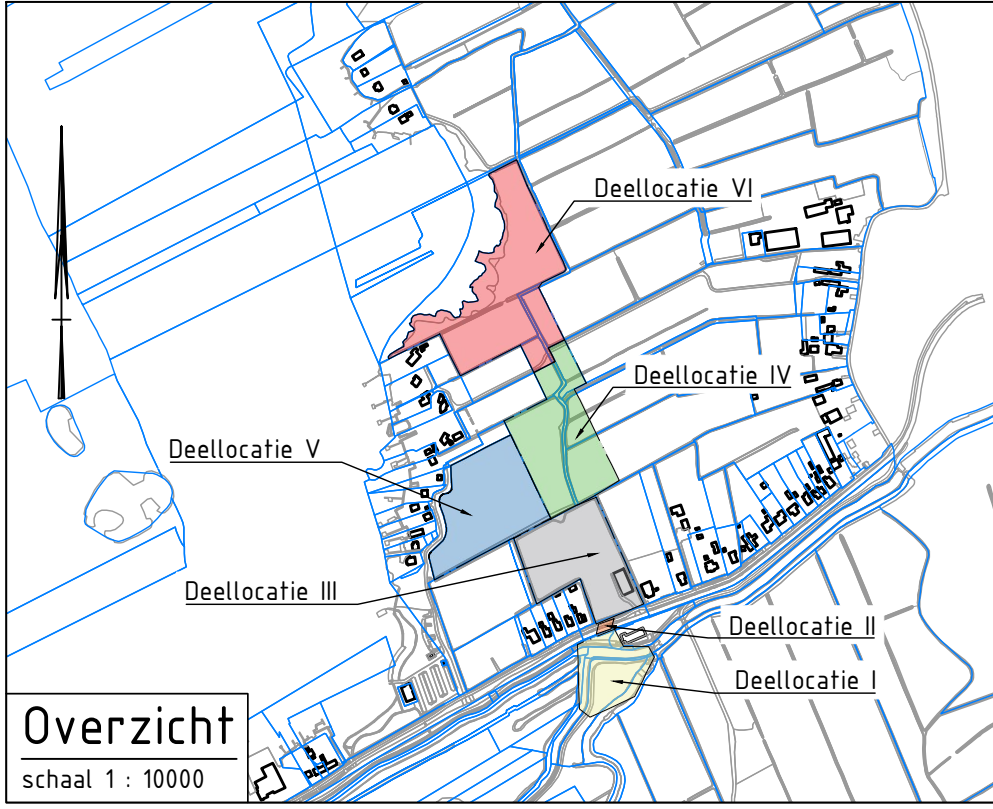 Deellocatie VI
Deellocatie IV
Deellocatie V
Deellocatie III
Deellocatie II
Deellocatie I
Overzicht
schaal 1 : 10000